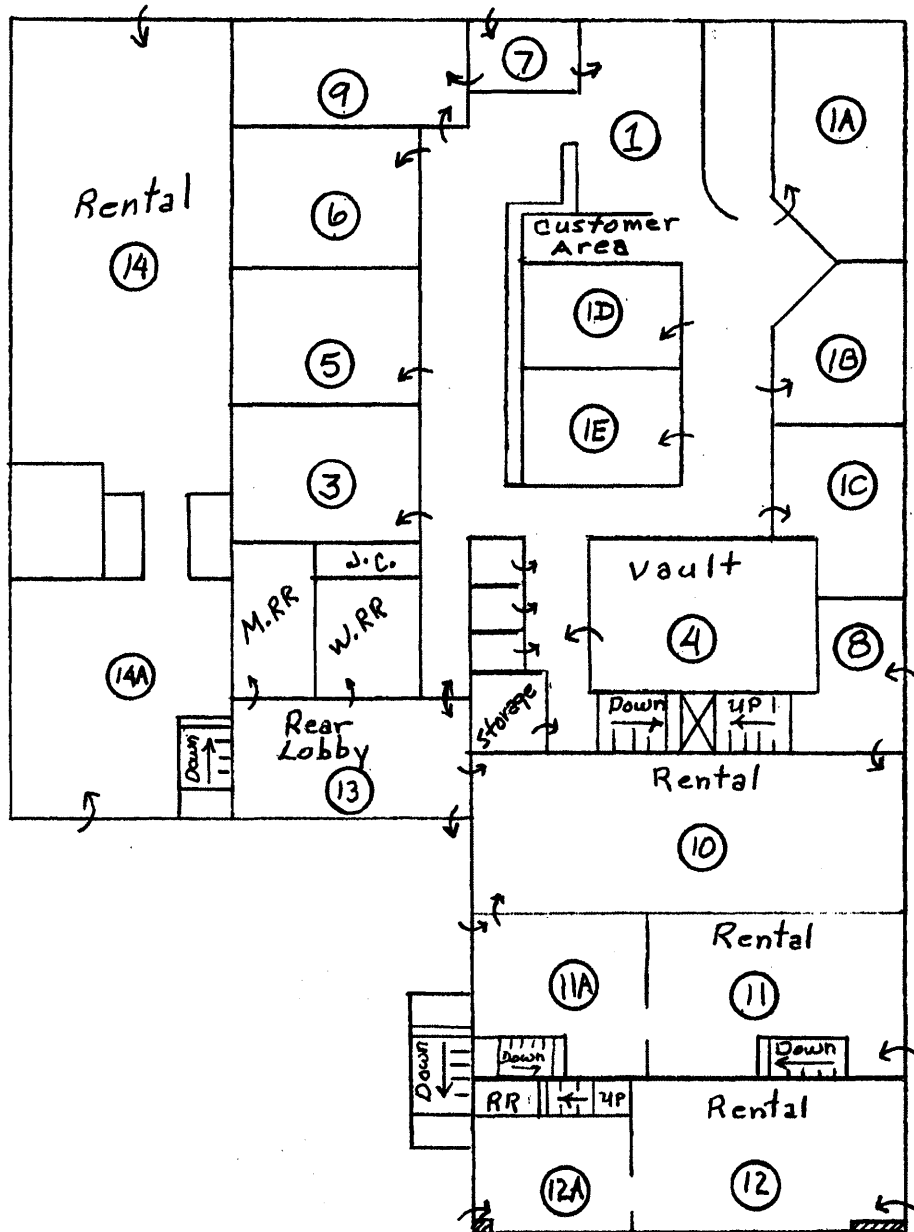 7
9
1
1A
Rental
14
6
Customer
Area
1D
5
1B
1E
3
1C
J.C.
Vault
M.RR
W.RR
4
8
14A
Storage
Down
UP
Rear
Lobby
Down
13
Rental
10
Rental
11A
11
Down
Down
Down
RR
UP
Rental
12A
12